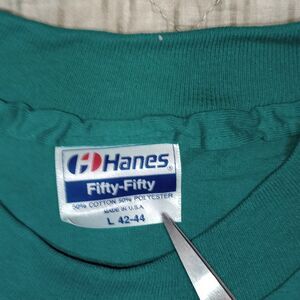 Hanes®
Fifty-Fifty
50% COTTON 50% POLYESTER
MADE IN U.S.A.
L 42-44